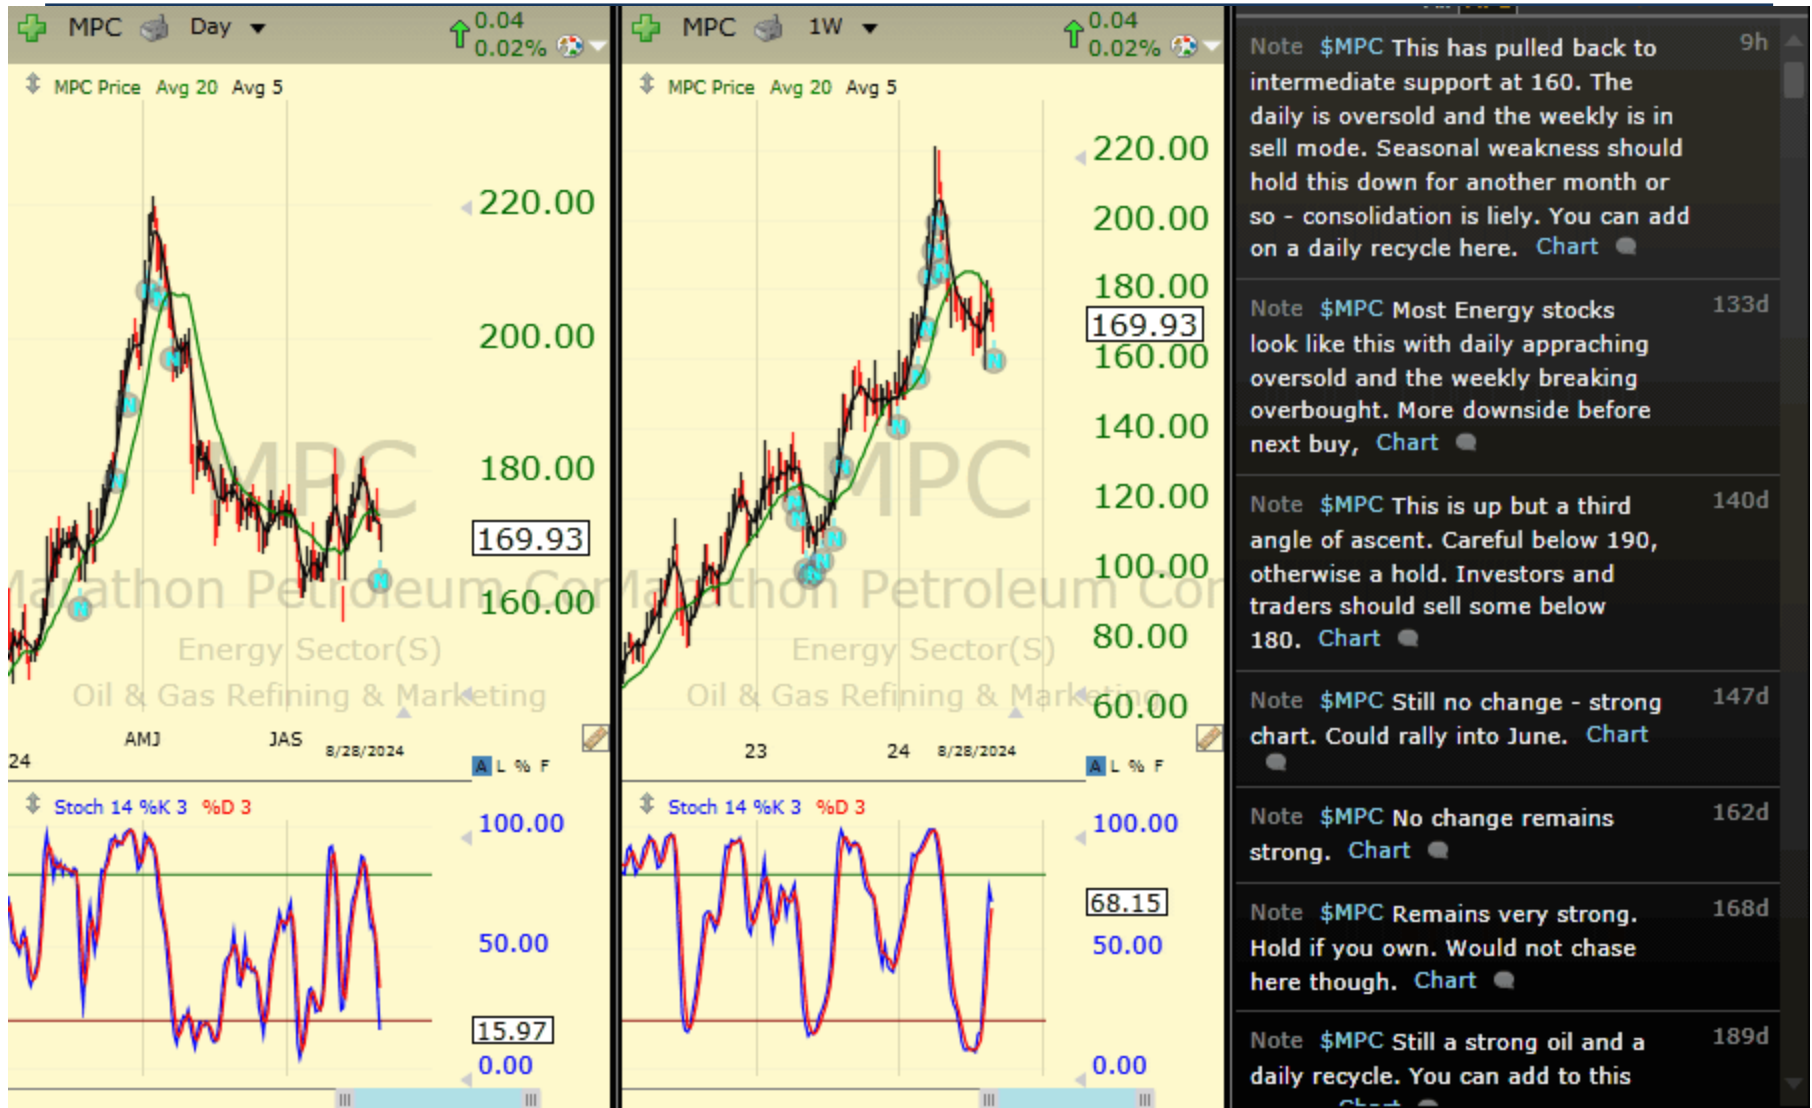 MPC Day 0.04
0.02%
MPC Price Avg 20 Avg 5
220.00
200.00
180.00
169.93
160.00
MPC
Marathon Petroleum Cor
Energy Sector(S)
Oil & Gas Refining & Marketing
AMJ JAS 8/28/2024
24
A L % F
Stoch 14 %K 3 %D 3
100.00
50.00
15.97
0.00
MPC 1W 0.04
0.02%
MPC Price Avg 20 Avg 5
220.00
200.00
180.00
169.93
160.00
140.00
120.00
100.00
80.00
60.00
MPC
Marathon Petroleum Cor
Energy Sector(S)
Oil & Gas Refining & Marketing
23 24 8/28/2024
A L % F
Stoch 14 %K 3 %D 3
100.00
68.15
50.00
0.00
Note $MPC This has pulled back to 9h
intermediate support at 160. The
daily is oversold and the weekly is in
sell mode. Seasonal weakness should
hold this down for another month or
so - consolidation is liely. You can add
on a daily recycle here. Chart
Note $MPC Most Energy stocks 133d
look like this with daily appraching
oversold and the weekly breaking
overbought. More downside before
next buy, Chart
Note $MPC This is up but a third 140d
angle of ascent. Careful below 190,
otherwise a hold. Investors and
traders should sell some below
180. Chart
Note $MPC Still no change - strong 147d
chart. Could rally into June. Chart
Note $MPC No change remains 162d
strong. Chart
Note $MPC Remains very strong. 168d
Hold if you own. Would not chase
here though. Chart
Note $MPC Still a strong oil and a 189d
daily recycle. You can add to this
Chart